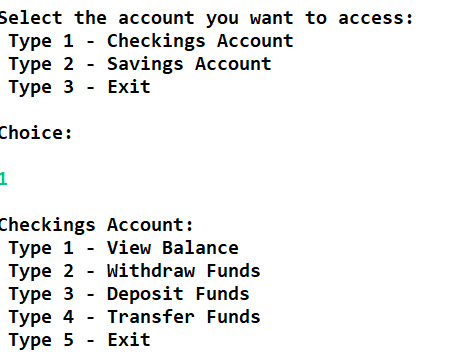 Select the account you want to access:
Type 1 - Checkings Account
Type 2 - Savings Account
Type 3 - Exit
Choice:
1
Checkings Account:
Type 1 - View Balance
Type 2 - Withdraw Funds
Type 3 - Deposit Funds
Type 4 - Transfer Funds
Type 5 - Exit